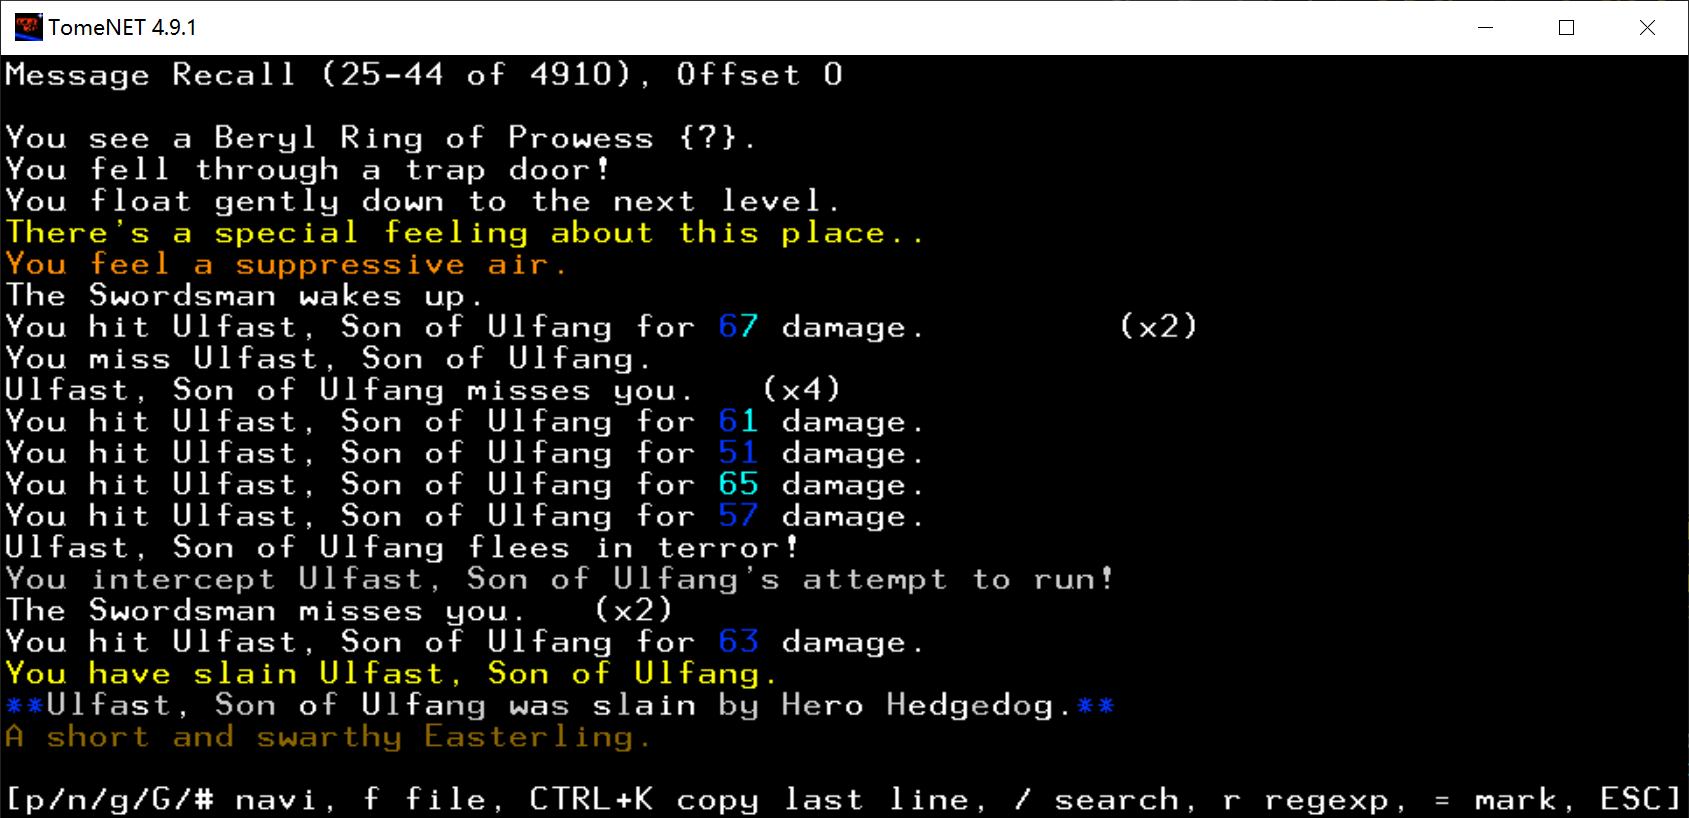 TomeNET 4.9.1
Message Recall (25-44 of 4910), Offset 0
You see a Beryl Ring of Prowess {?}.
You fell through a trap door!
You float gently down to the next level.
There's a special feeling about this place..
You feel a suppressive air.
The Swordsman wakes up.
You hit Ulfast, Son of Ulfang for 67 damage. (x2)
You miss Ulfast, Son of Ulfang.
Ulfast, Son of Ulfang misses you. (x4)
You hit Ulfast, Son of Ulfang for 61 damage.
You hit Ulfast, Son of Ulfang for 51 damage.
You hit Ulfast, Son of Ulfang for 65 damage.
You hit Ulfast, Son of Ulfang for 57 damage.
Ulfast, Son of Ulfang flees in terror!
You intercept Ulfast, Son of Ulfang's attempt to run!
The Swordsman misses you. (x2)
You hit Ulfast, Son of Ulfang for 63 damage.
You have slain Ulfast, Son of Ulfang.
**Ulfast, Son of Ulfang was slain by Hero Hedgedog.**
A short and swarthy Easterling.
[p/n/g/G/# navi, f file, CTRL+K copy last line, / search, r regexp, = mark, ESC]